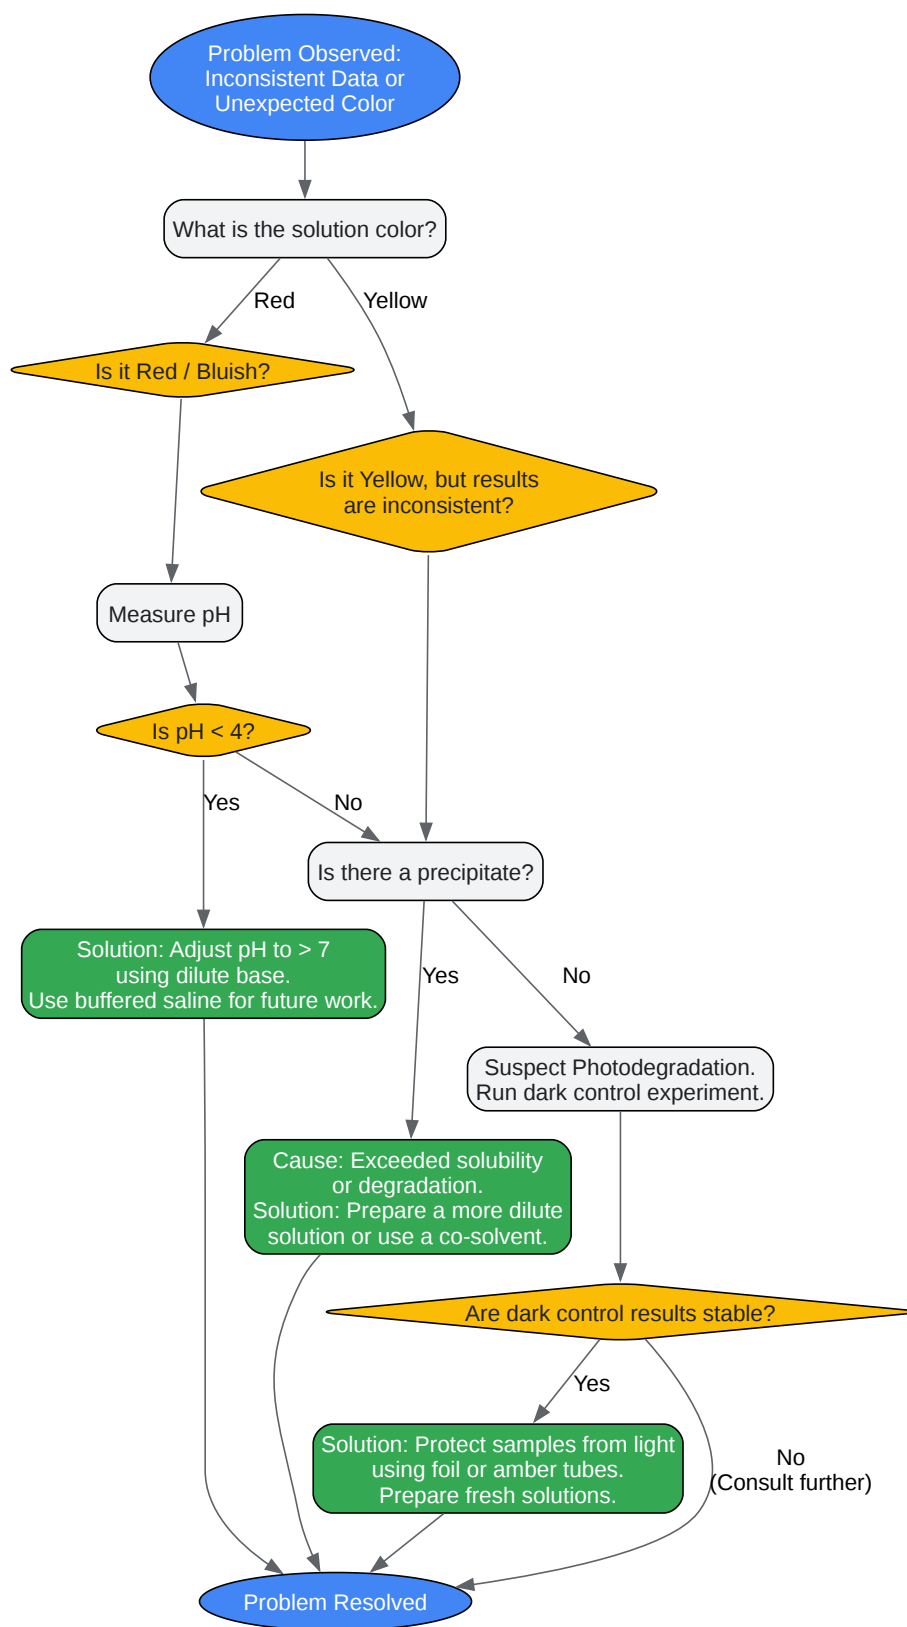 Problem Observed:
Inconsistent Data or
Unexpected Color
What is the solution color?
Red
Yellow
Is it Red / Bluish?
Is it Yellow, but results
are inconsistent?
Measure pH
Is pH < 4?
Yes
No
Is there a precipitate?
Solution: Adjust pH to > 7
using dilute base.
Use buffered saline for future work.
Yes
No
Suspect Photodegradation.
Run dark control experiment.
Cause: Exceeded solubility
or degradation.
Solution: Prepare a more dilute
solution or use a co-solvent.
Are dark control results stable?
Yes
Solution: Protect samples from light
using foil or amber tubes.
Prepare fresh solutions.
No
(Consult further)
Problem Resolved